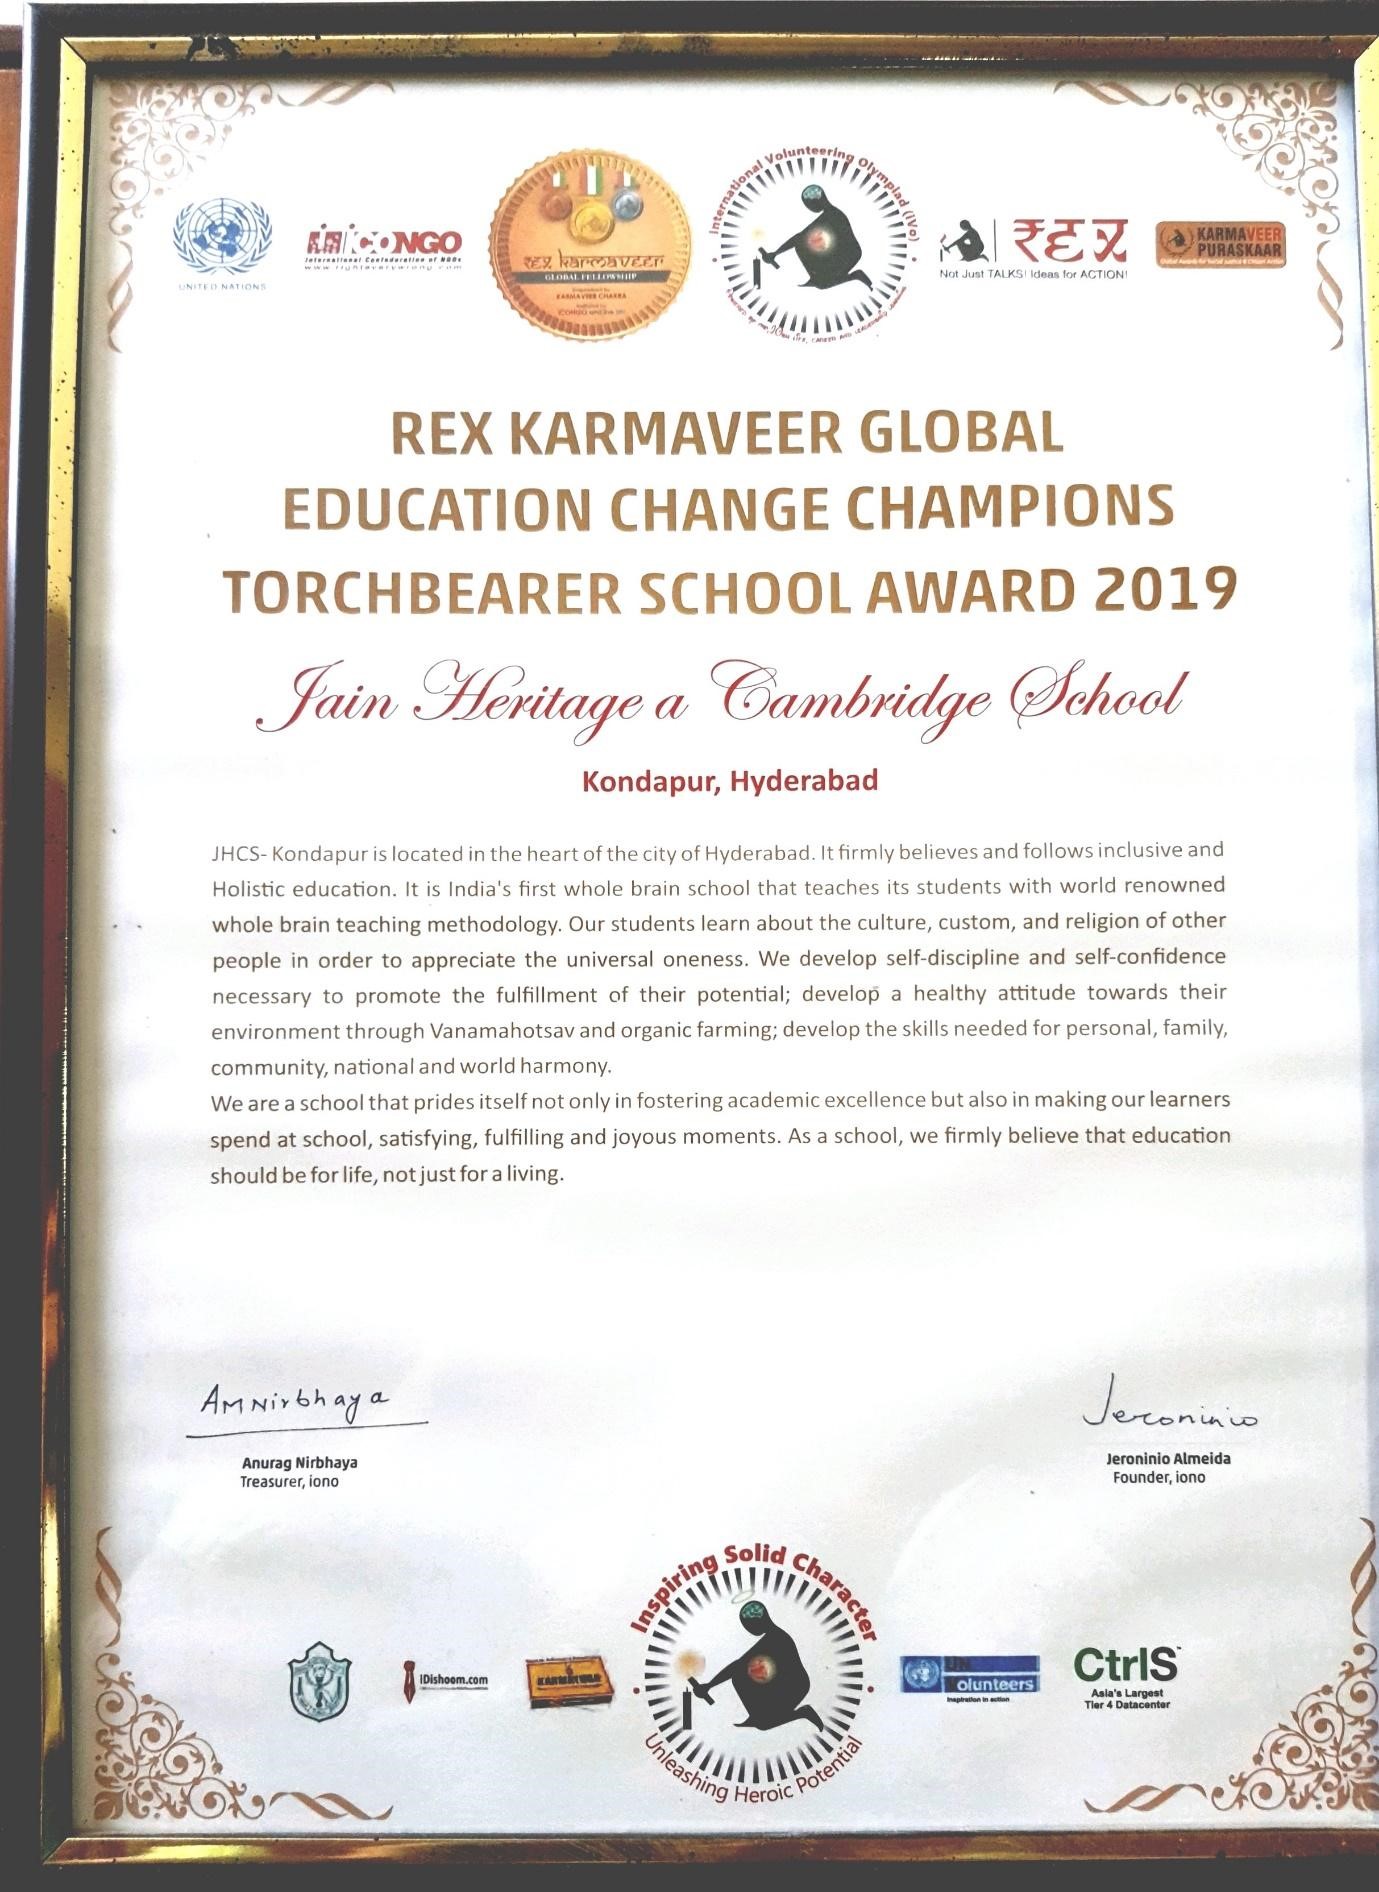 UNITED NATIONS
iCONGO
International Confederation of NGOs
www.righteverywrong.com
REX karmaveer
GLOBAL FELLOWSHIP
KARMAVEER CHAKRA
International Volunteering Olympiad (IVO)
REX
Not Just TALKS! Ideas for ACTION!
KARMAVEER
PURASKAAR
REX KARMAVEER GLOBAL
EDUCATION CHANGE CHAMPIONS
TORCHBEARER SCHOOL AWARD 2019
Jain Heritage a Cambridge School
Kondapur, Hyderabad
JHCS- Kondapur is located in the heart of the city of Hyderabad. It firmly believes and follows inclusive and
Holistic education. It is India's first whole brain school that teaches its students with world renowned
whole brain teaching methodology. Our students learn about the culture, custom, and religion of other
people in order to appreciate the universal oneness. We develop self-discipline and self-confidence
necessary to promote the fulfillment of their potential; develop a healthy attitude towards their
environment through Vanamahotsav and organic farming; develop the skills needed for personal, family,
community, national and world harmony.
We are a school that prides itself not only in fostering academic excellence but also in making our learners
spend at school, satisfying, fulfilling and joyous moments. As a school, we firmly believe that education
should be for life, not just for a living.
AMNirbhaya
Jeroninio
Anurag Nirbhaya
Treasurer, iono
Jeroninio Almeida
Founder, iono
Inspiring Solid Character
iDishoom.com
UN
olunteers
inspiration in action
CtrlS
Asia's Largest
Tier 4 Datacenter
Unleashing Heroic Potential